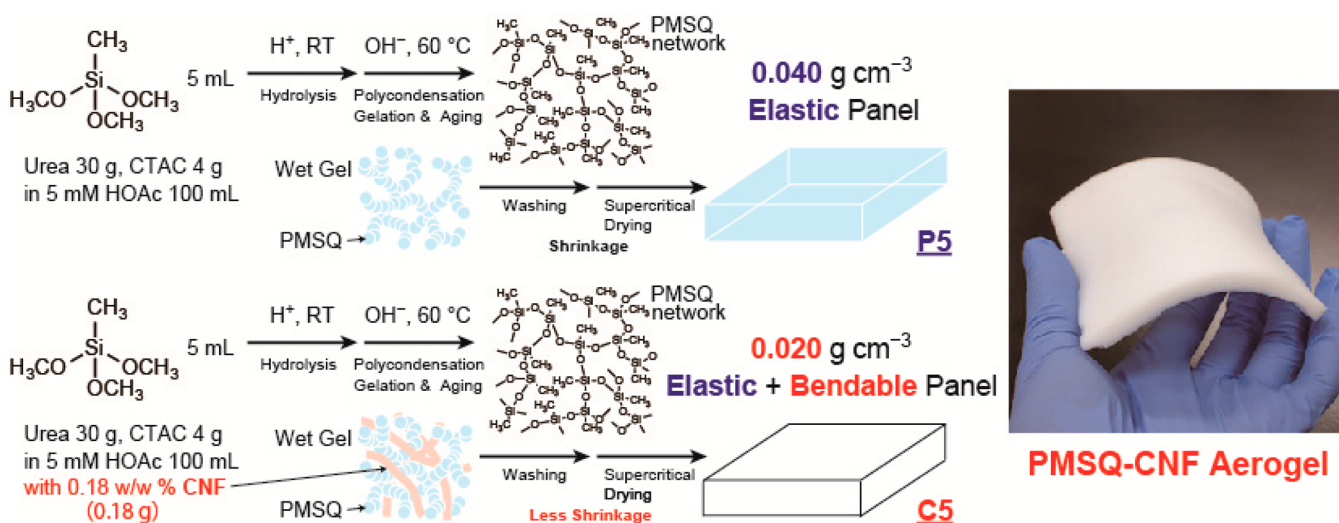 CH₃
Si
H₃CO
OCH₃
OCH₃
5 mL
H⁺, RT
Hydrolysis
OH⁻, 60 °C
Polycondensation
Gelation & Aging
PMSQ
network
0.040 g cm⁻³
Elastic Panel
Urea 30 g, CTAC 4 g
in 5 mM HOAc 100 mL
Wet Gel
PMSQ
Washing
Supercritical
Drying
Shrinkage
P5
CH₃
Si
H₃CO
OCH₃
OCH₃
5 mL
H⁺, RT
Hydrolysis
OH⁻, 60 °C
Polycondensation
Gelation & Aging
PMSQ
network
0.020 g cm⁻³
Elastic + Bendable Panel
Urea 30 g, CTAC 4 g
in 5 mM HOAc 100 mL
with 0.18 w/w % CNF
(0.18 g)
Wet Gel
PMSQ
Washing
Supercritical
Drying
Less Shrinkage
C5
PMSQ-CNF Aerogel